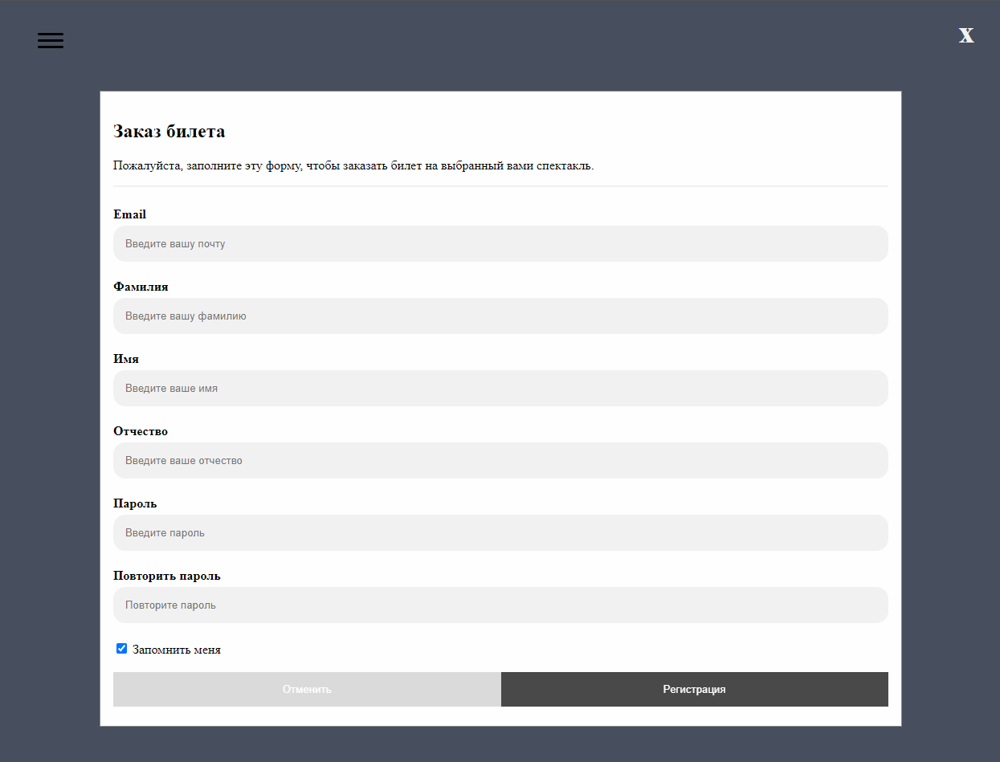 x
Заказ билета
Пожалуйста, заполните эту форму, чтобы заказать билет на выбранный вами спектакль.
Email
Введите вашу почту
Фамилия
Введите вашу фамилию
Имя
Введите ваше имя
Отчество
Введите ваше отчество
Пароль
Введите пароль
Повторить пароль
Повторите пароль
Запомнить меня
Отменить Регистрация